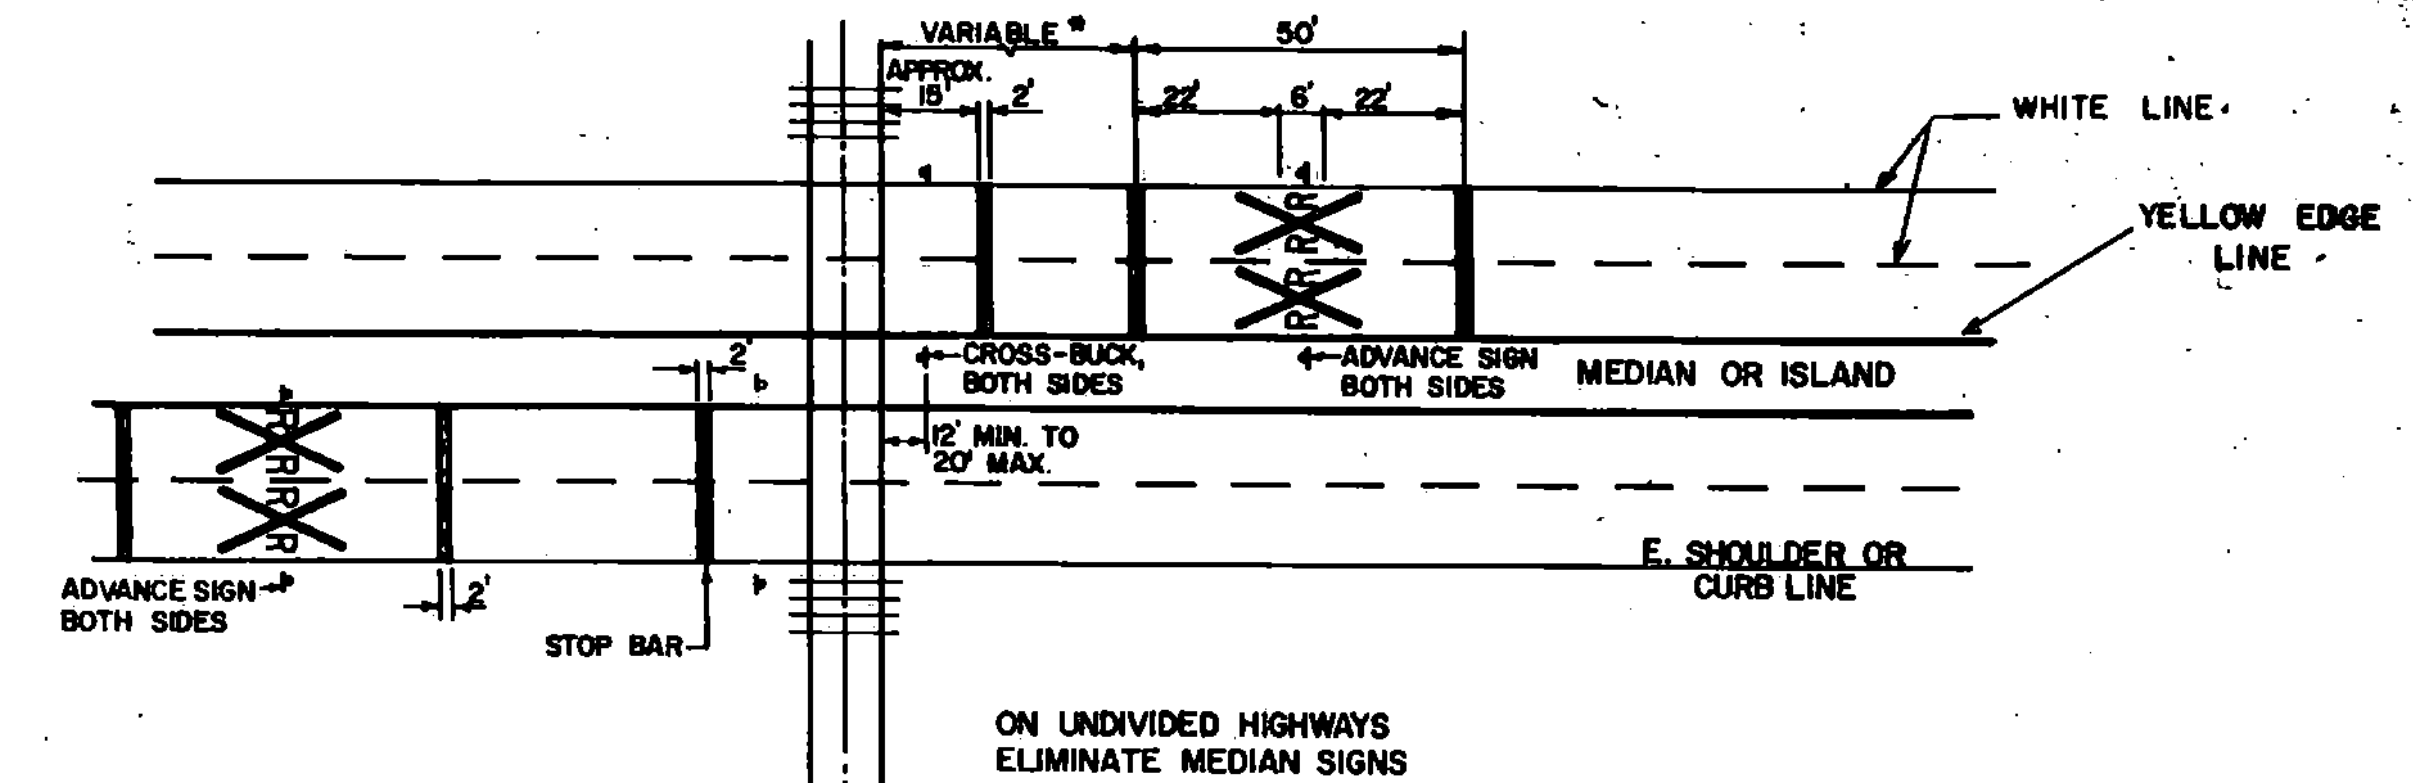 VARIABLE *
50'
APPROX.
15'
2'
22'
6'
22'
WHITE LINE
YELLOW EDGE
LINE
R
R
R
R
2'
CROSS-BUCK,
BOTH SIDES
ADVANCE SIGN
BOTH SIDES
MEDIAN OR ISLAND
12' MIN. TO
20' MAX.
R
R
R
R
E. SHOULDER OR
CURB LINE
ADVANCE SIGN
BOTH SIDES
2'
STOP BAR
ON UNDIVIDED HIGHWAYS
ELIMINATE MEDIAN SIGNS